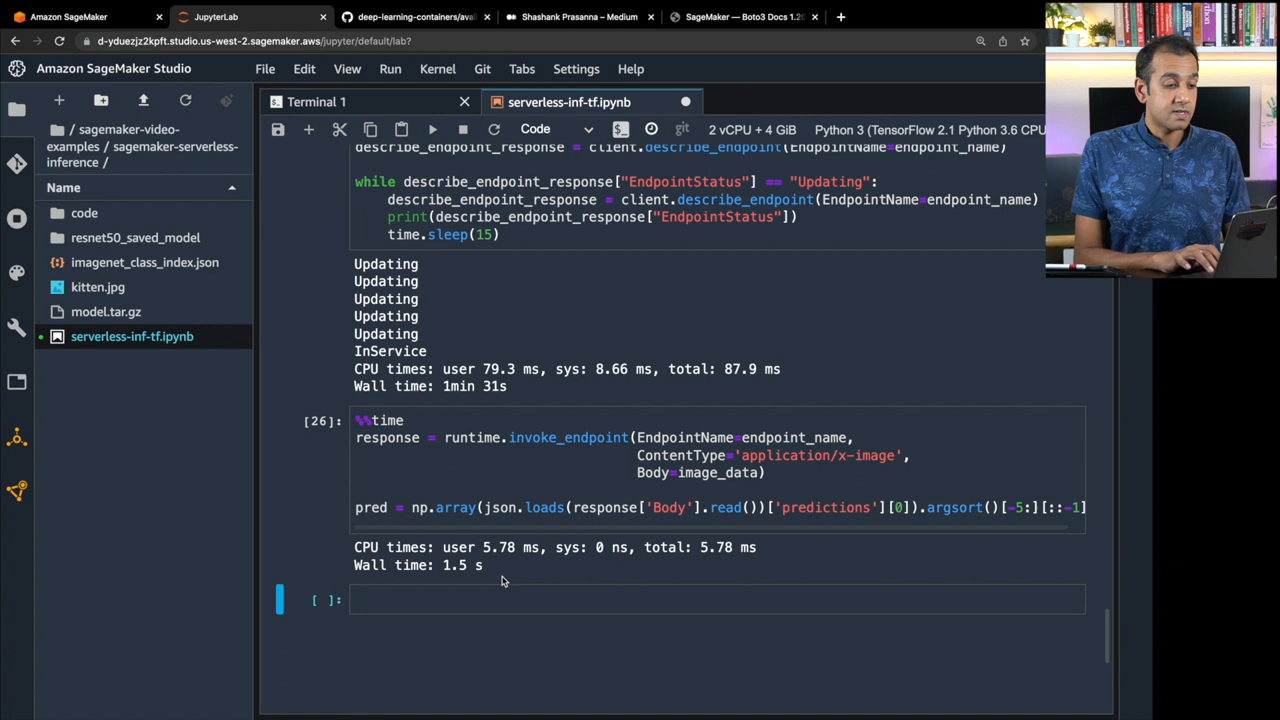 Amazon SageMaker
JupyterLab
deep-learning-containers/avai
Shashank Prasanna – Medium
SageMaker — Boto3 Docs 1.20
d-yduezjz2kpft.studio.us-west-2.sagemaker.aws/jupyter/default/lab?
Amazon SageMaker Studio
File Edit View Run Kernel Git Tabs Settings Help
Terminal 1
serverless-inf-tf.ipynb
Code
git
2 vCPU + 4 GiB
Python 3 (TensorFlow 2.1 Python 3.6 CPU
/ sagemaker-video-
examples / sagemaker-serverless-
inference /
Name
code
resnet50_saved_model
imagenet_class_index.json
kitten.jpg
model.tar.gz
serverless-inf-tf.ipynb
describe_endpoint_response = client.describe_endpoint(EndpointName=endpoint_name)
while describe_endpoint_response["EndpointStatus"] == "Updating":
describe_endpoint_response = client.describe_endpoint(EndpointName=endpoint_name)
print(describe_endpoint_response["EndpointStatus"])
time.sleep(15)
Updating
Updating
Updating
Updating
Updating
InService
CPU times: user 79.3 ms, sys: 8.66 ms, total: 87.9 ms
Wall time: 1min 31s
[26]:
%%time
response = runtime.invoke_endpoint(EndpointName=endpoint_name,
ContentType='application/x-image',
Body=image_data)
pred = np.array(json.loads(response['Body'].read())['predictions'][0]).argsort()[-5:][::-1]
CPU times: user 5.78 ms, sys: 0 ns, total: 5.78 ms
Wall time: 1.5 s
[ ]: